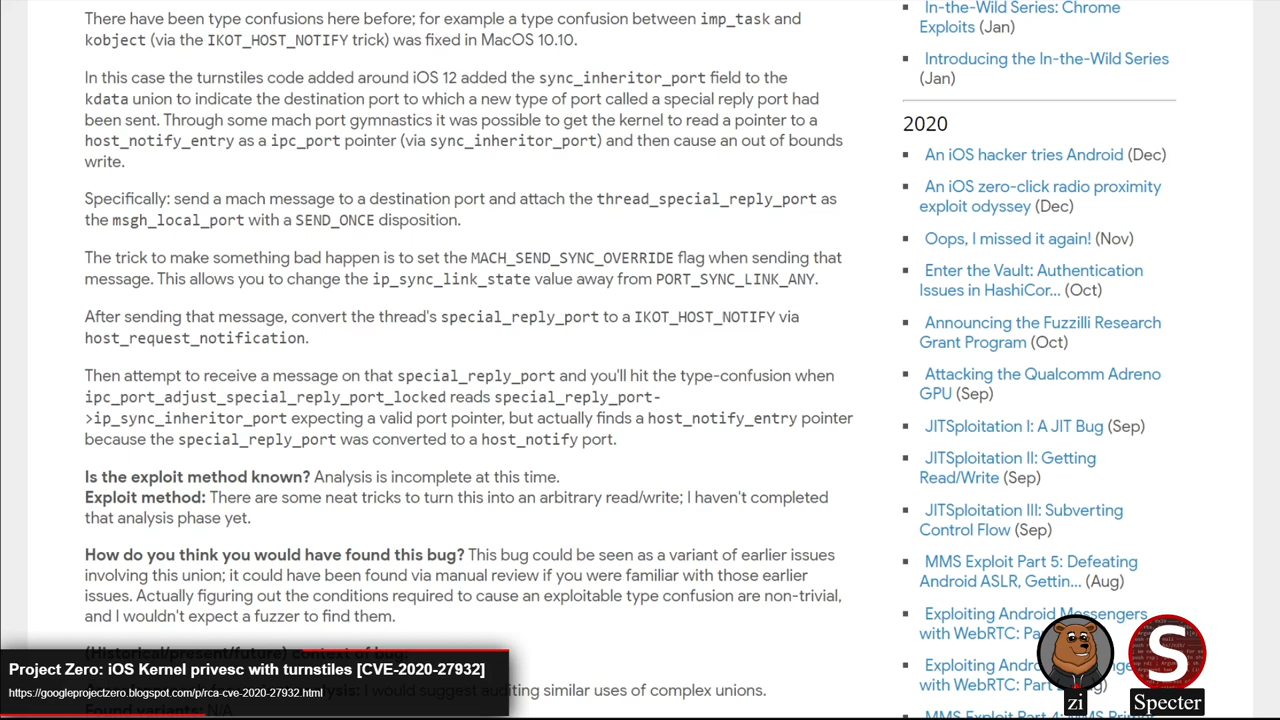 There have been type confusions here before; for example a type confusion between imp_task and
kobject (via the IKOT_HOST_NOTIFY trick) was fixed in MacOS 10.10.
In this case the turnstiles code added around iOS 12 added the sync_inheritor_port field to the
kdata union to indicate the destination port to which a new type of port called a special reply port had
been sent. Through some mach port gymnastics it was possible to get the kernel to read a pointer to a
host_notify_entry as a ipc_port pointer (via sync_inheritor_port) and then cause an out of bounds
write.
Specifically: send a mach message to a destination port and attach the thread_special_reply_port as
the msgh_local_port with a SEND_ONCE disposition.
The trick to make something bad happen is to set the MACH_SEND_SYNC_OVERRIDE flag when sending that
message. This allows you to change the ip_sync_link_state value away from PORT_SYNC_LINK_ANY.
After sending that message, convert the thread's special_reply_port to a IKOT_HOST_NOTIFY via
host_request_notification.
Then attempt to receive a message on that special_reply_port and you'll hit the type-confusion when
ipc_port_adjust_special_reply_port_locked reads special_reply_port-
>ip_sync_inheritor_port expecting a valid port pointer, but actually finds a host_notify_entry pointer
because the special_reply_port was converted to a host_notify port.
Is the exploit method known? Analysis is incomplete at this time.
Exploit method: There are some neat tricks to turn this into an arbitrary read/write; I haven't completed
that analysis phase yet.
How do you think you would have found this bug? This bug could be seen as a variant of earlier issues
involving this union; it could have been found via manual review if you were familiar with those earlier
issues. Actually figuring out the conditions required to cause an exploitable type confusion are non-trivial,
and I wouldn't expect a fuzzer to find them.
(Historical/present/future) context of bug:
analysis: I would suggest auditing similar uses of complex unions.
Found variants: N/A
In-the-Wild Series: Chrome
Exploits (Jan)
Introducing the In-the-Wild Series
(Jan)
2020
An iOS hacker tries Android (Dec)
An iOS zero-click radio proximity
exploit odyssey (Dec)
Oops, I missed it again! (Nov)
Enter the Vault: Authentication
Issues in HashiCor... (Oct)
Announcing the Fuzzilli Research
Grant Program (Oct)
Attacking the Qualcomm Adreno
GPU (Sep)
JITSploitation I: A JIT Bug (Sep)
JITSploitation II: Getting
Read/Write (Sep)
JITSploitation III: Subverting
Control Flow (Sep)
MMS Exploit Part 5: Defeating
Android ASLR, Gettin... (Aug)
Exploiting Android Messengers
with WebRTC:
Exploiting
with WebRTC:
MMS Exploit Part 4:
Project Zero: iOS Kernel privesc with turnstiles [CVE-2020-27932]
https://googleprojectzero.blogspot.com/p/rca-cve-2020-27932.html
zi
S
Specter